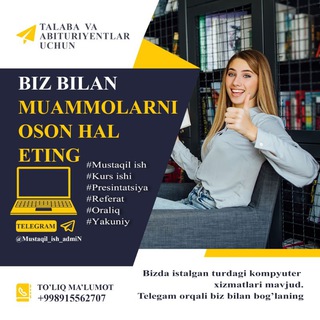 TALABA VA
ABITURIYENTLAR
UCHUN
BIZ BILAN
MUAMMOLARNI
OSON HAL
ETING
#Mustaqil ish
#Kurs ishi
#Presintatsiya
#Referat
#Oraliq
#Yakuniy
TELEGRAM
@Mustaqil_ish_admiN
Bizda istalgan turdagi kompyuter
xizmatlari mavjud.
Telegam orqali biz bilan bog'laning
TO'LIQ MA'LUMOT
+998915562707